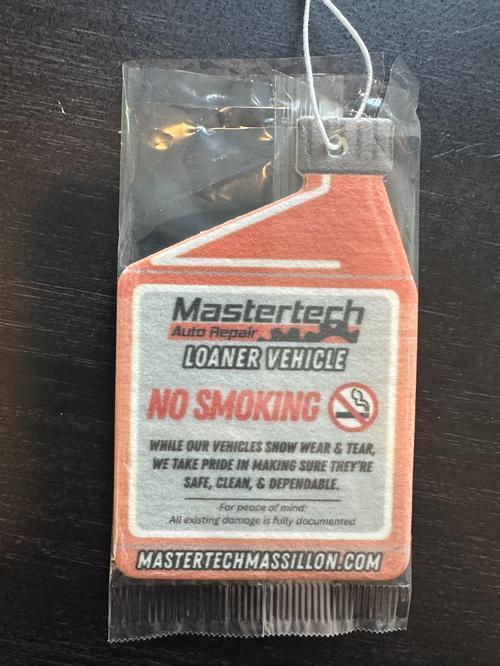 Mastertech
Auto Repair
LOANER VEHICLE
NO SMOKING
WHILE OUR VEHICLES SHOW WEAR & TEAR,
WE TAKE PRIDE IN MAKING SURE THEY'RE
SAFE, CLEAN, & DEPENDABLE.
For peace of mind:
All existing damage is fully documented
MASTERTECHMASSILLON.COM